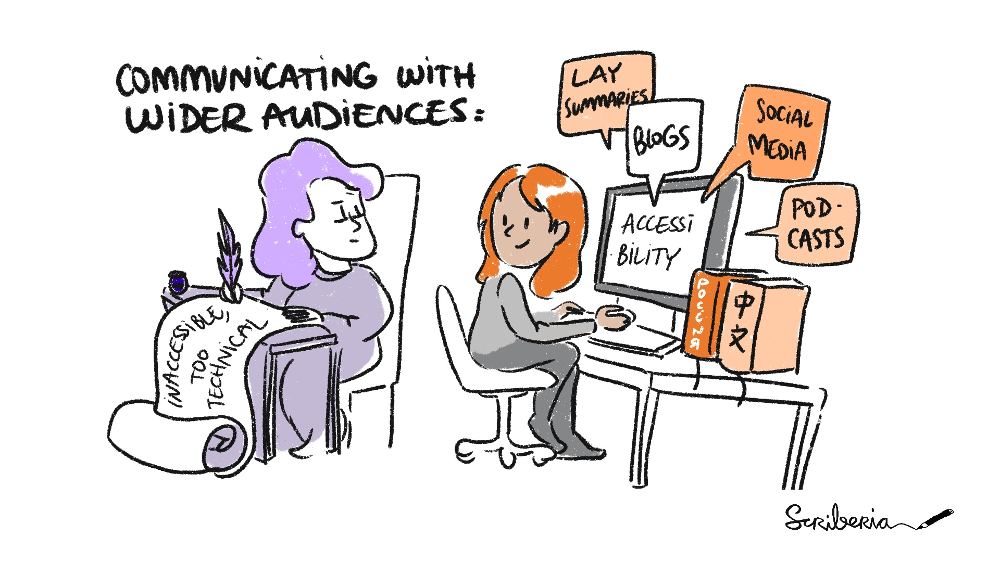 COMMUNICATING WITH
WIDER AUDIENCES:
LAY
SUMMARIES
BLOGS
SOCIAL
MEDIA
POD-
CASTS
ACCESSI
BILITY
INACCESSIBLE,
TOO
TECHNICAL
РОССИЯ
中文
Scriberia